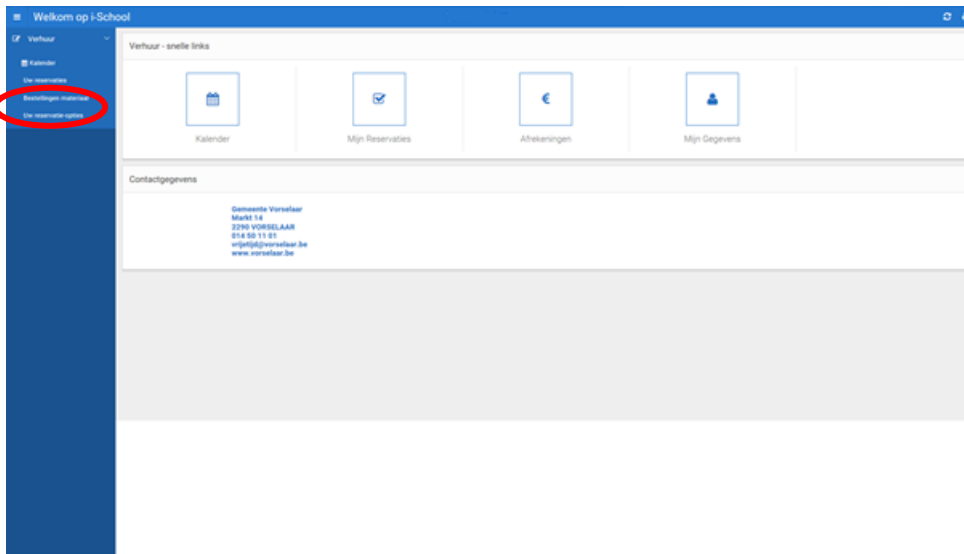 Welkom op i-School
Verhuur
Kalender
Uw reservaties
Bestellingen materiaal
Uw reservatie-opties
Verhuur - snelle links
Kalender
Mijn Reservaties
Afrekeningen
Mijn Gegevens
Contactgegevens
Gemeente Vorselaar
Markt 14
2290 VORSELAAR
014 50 11 01
vrijetijd@vorselaar.be
www.vorselaar.be